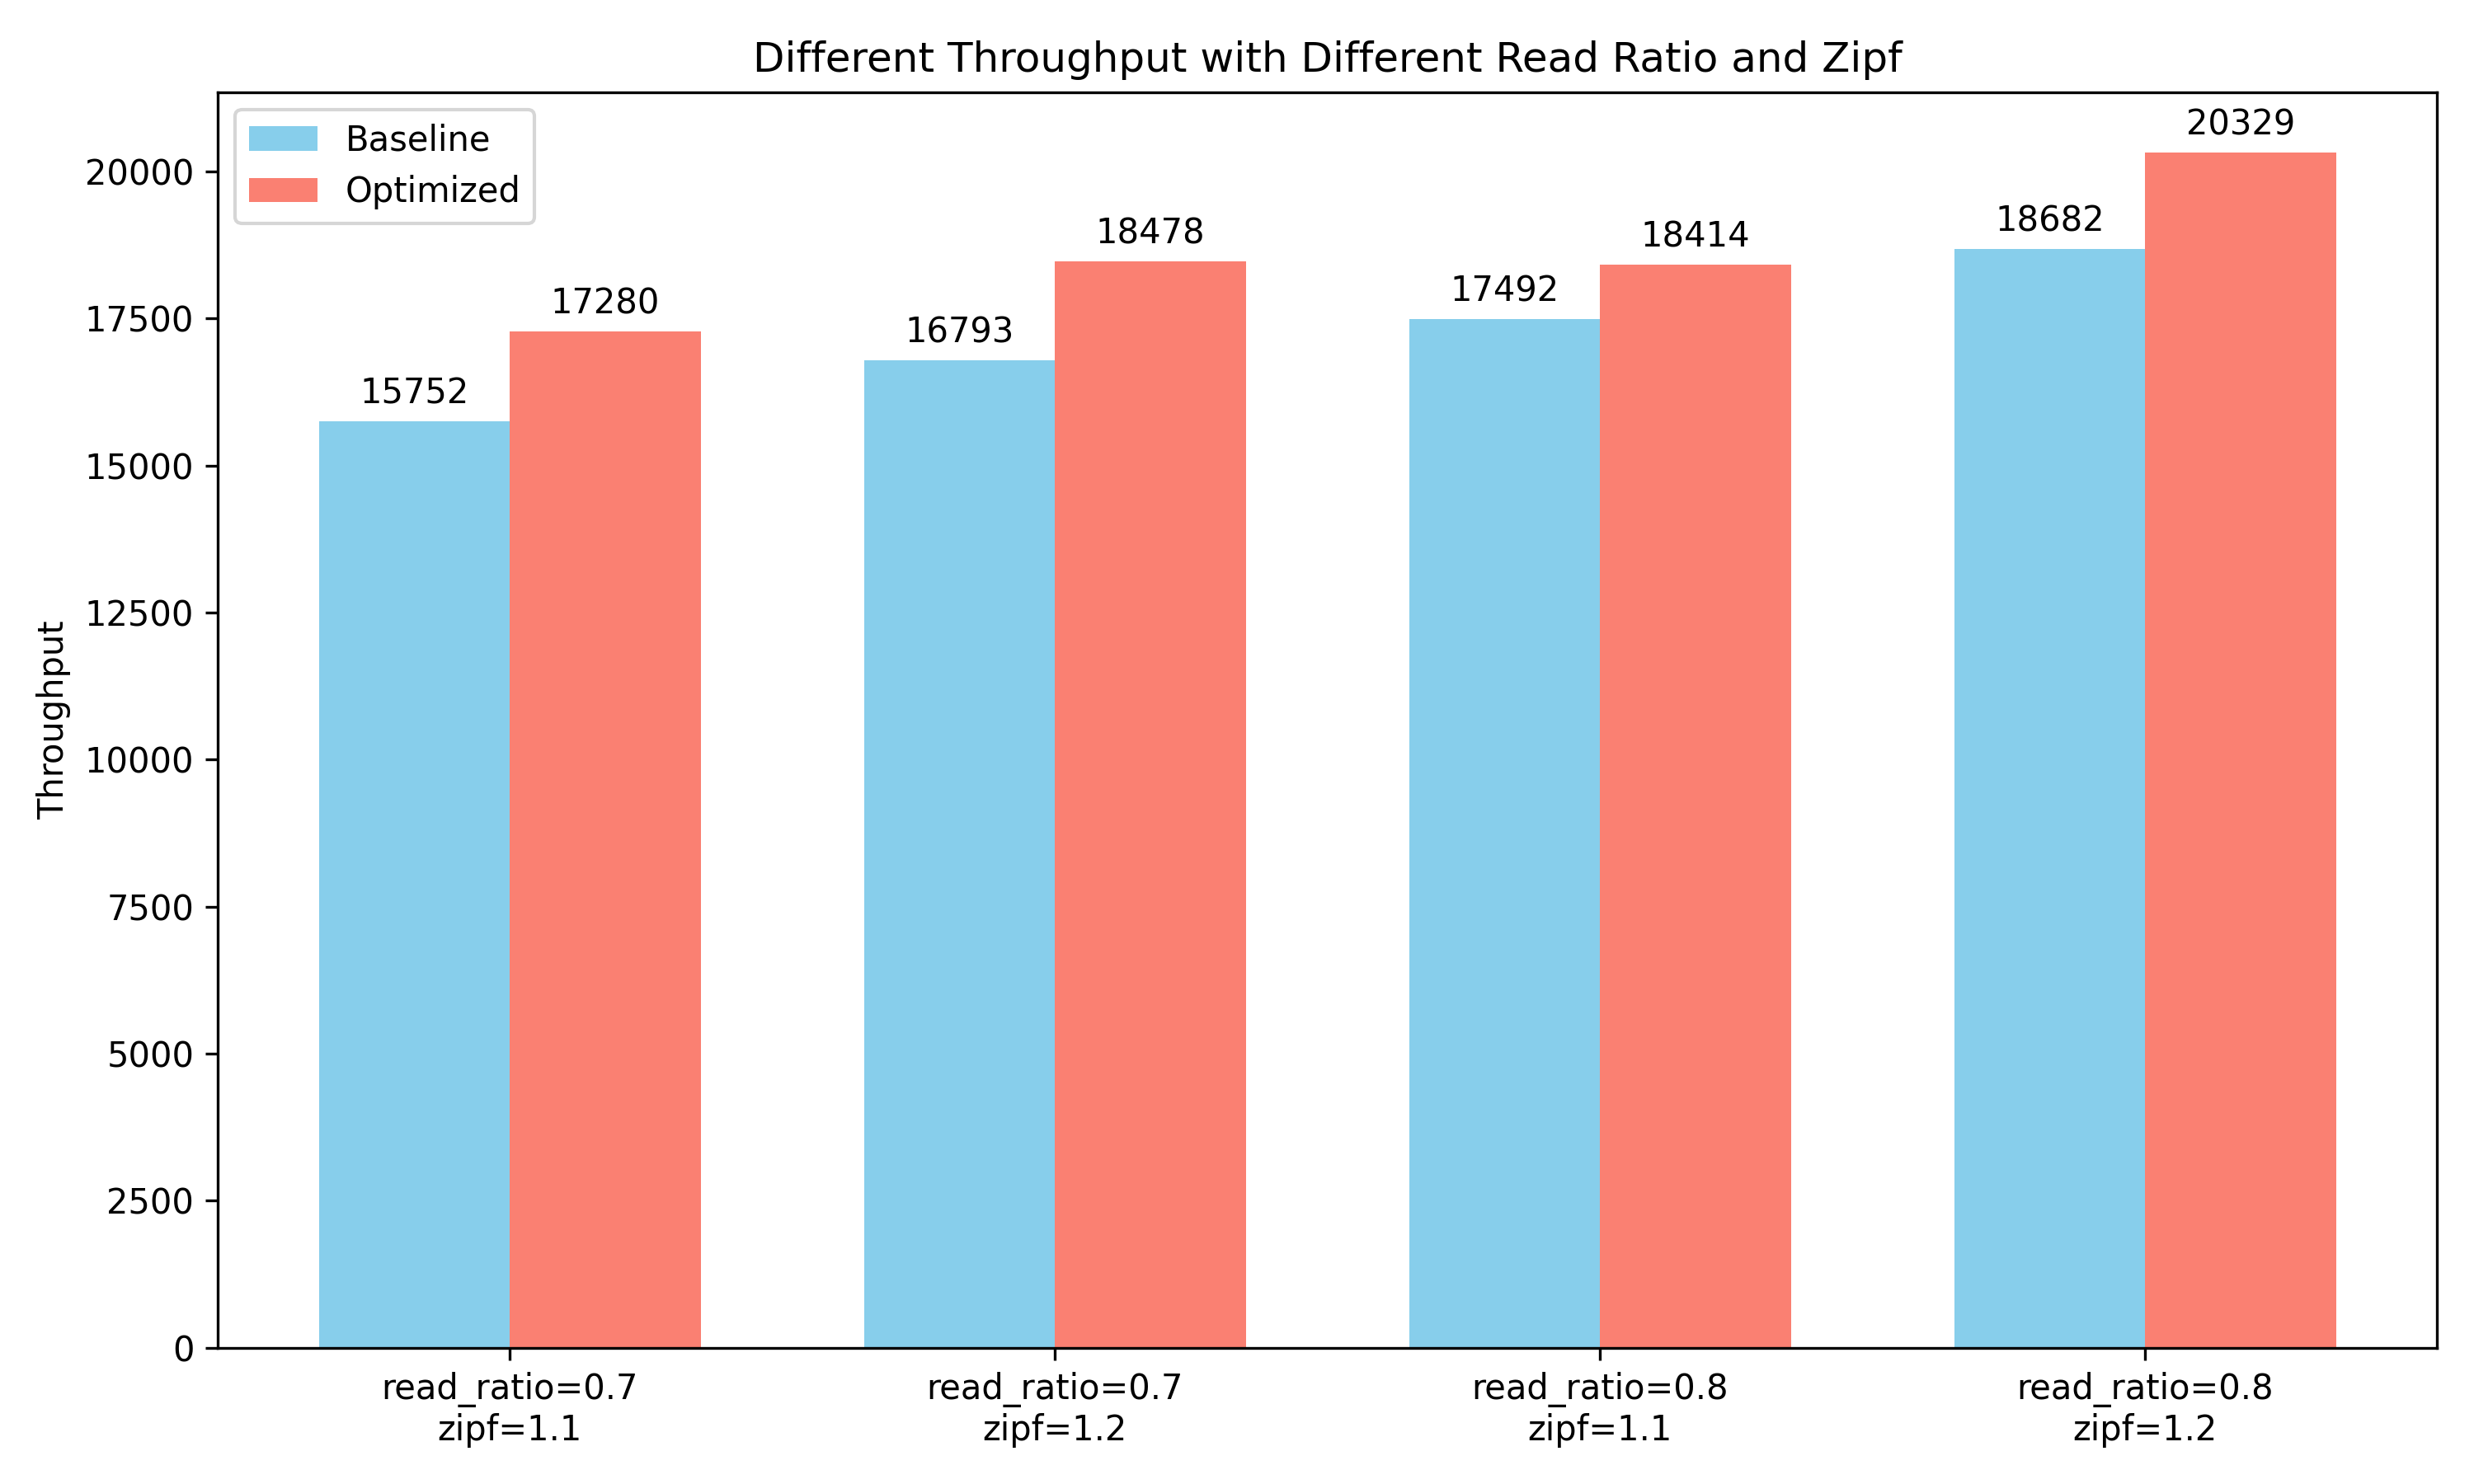 Different Throughput with Different Read Ratio and Zipf
Baseline
Optimized
Throughput
20000
17500
15000
12500
10000
7500
5000
2500
0
15752
17280
16793
18478
17492
18414
18682
20329
read_ratio=0.7
zipf=1.1
read_ratio=0.7
zipf=1.2
read_ratio=0.8
zipf=1.1
read_ratio=0.8
zipf=1.2